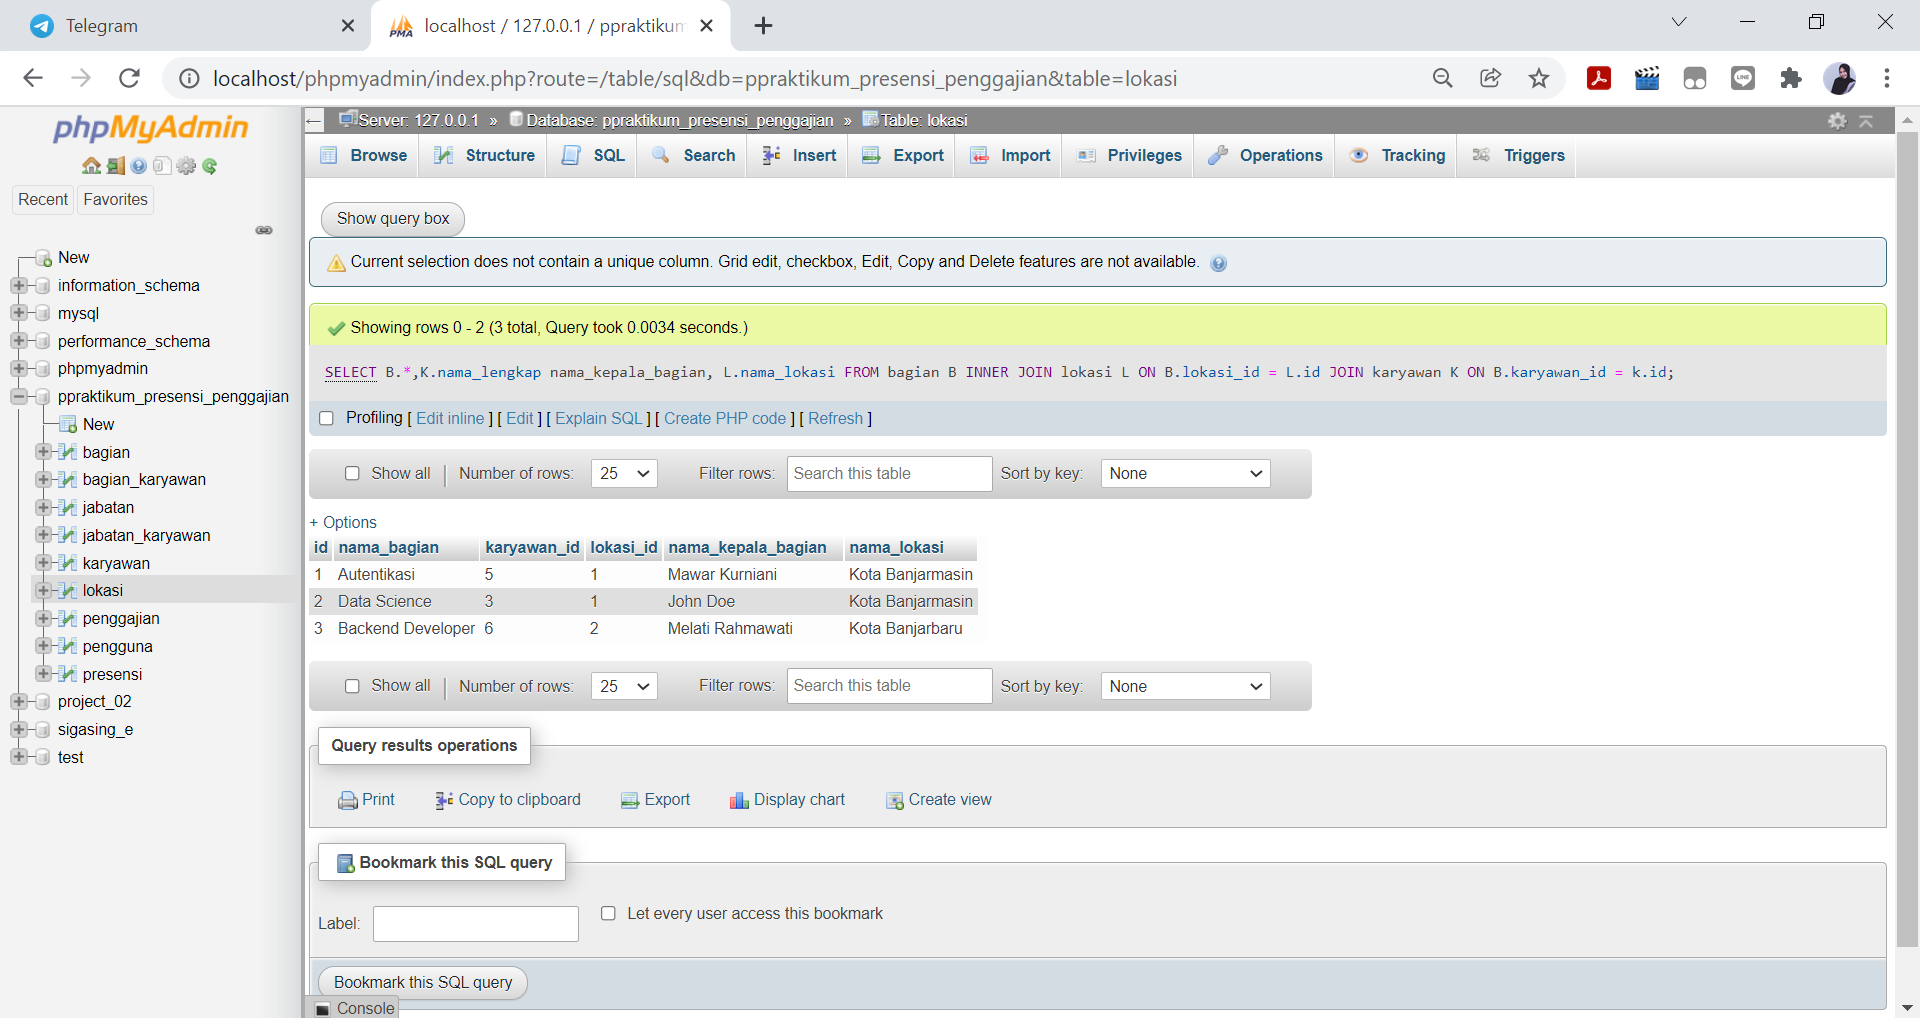 Telegram
localhost / 127.0.0.1 / ppraktikum
localhost/phpmyadmin/index.php?route=/table/sql&db=ppraktikum_presensi_penggajian&table=lokasi
phpMyAdmin
Recent Favorites
New
information_schema
mysql
performance_schema
phpmyadmin
ppraktikum_presensi_penggajian
New
bagian
bagian_karyawan
jabatan
jabatan_karyawan
karyawan
lokasi
penggajian
pengguna
presensi
project_02
sigasing_e
test
Server: 127.0.0.1 » Database: ppraktikum_presensi_penggajian » Table: lokasi
Browse Structure SQL Search Insert Export Import Privileges Operations Tracking Triggers
Show query box
Current selection does not contain a unique column. Grid edit, checkbox, Edit, Copy and Delete features are not available.
Showing rows 0 - 2 (3 total, Query took 0.0034 seconds.)
SELECT B.*,K.nama_lengkap nama_kepala_bagian, L.nama_lokasi FROM bagian B INNER JOIN lokasi L ON B.lokasi_id = L.id JOIN karyawan K ON B.karyawan_id = k.id;
Profiling [ Edit inline ] [ Edit ] [ Explain SQL ] [ Create PHP code ] [ Refresh ]
Show all | Number of rows: 25 Filter rows: Search this table Sort by key: None
+ Options
id nama_bagian karyawan_id lokasi_id nama_kepala_bagian nama_lokasi
1 Autentikasi 5 1 Mawar Kurniani Kota Banjarmasin
2 Data Science 3 1 John Doe Kota Banjarmasin
3 Backend Developer 6 2 Melati Rahmawati Kota Banjarbaru
Show all | Number of rows: 25 Filter rows: Search this table Sort by key: None
Query results operations
Print Copy to clipboard Export Display chart Create view
Bookmark this SQL query
Label: Let every user access this bookmark
Bookmark this SQL query
Console